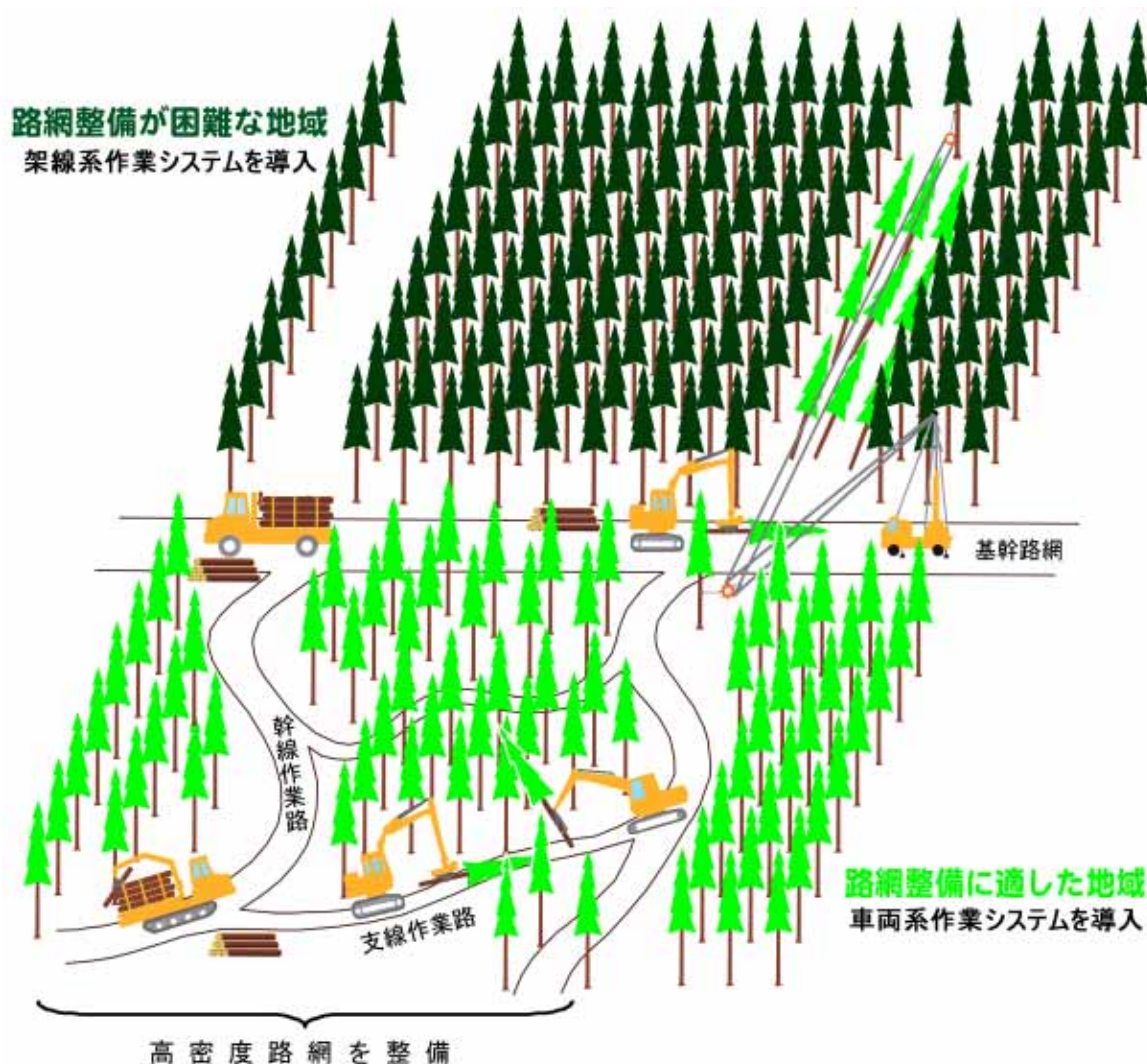 路網整備が困難な地域
架線系作業システムを導入
基幹路網
幹線作業路
支線作業路
路網整備に適した地域
車両系作業システムを導入
高密度路網を整備